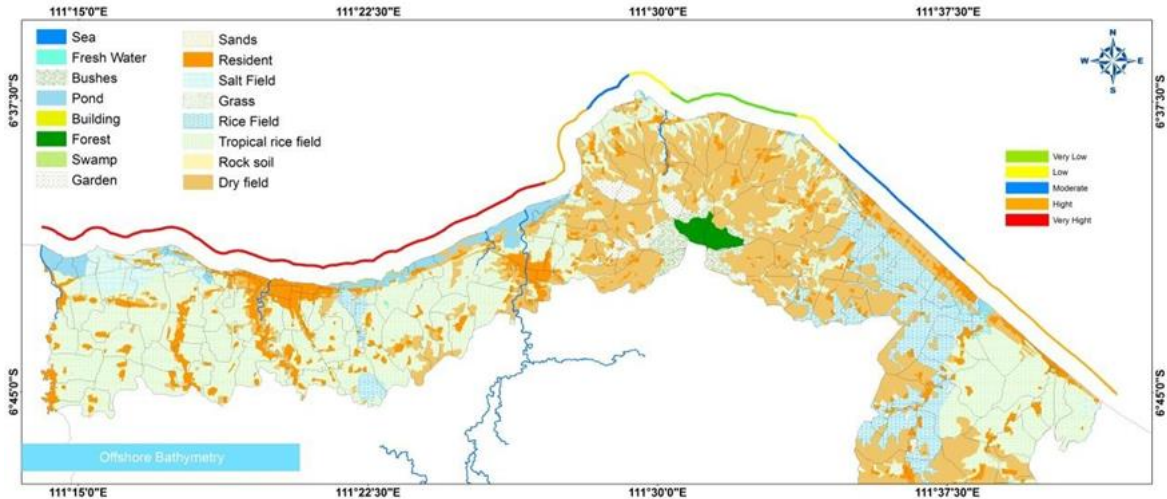 111°15'0"E 111°22'30"E 111°30'0"E 111°37'30"E
Sea
Fresh Water
Bushes
Pond
Building
Forest
Swamp
Garden
Sands
Resident
Salt Field
Grass
Rice Field
Tropical rice field
Rock soil
Dry field
N
W E
S
6°37'30"S 6°37'30"S
Very Low
Low
Moderate
Hight
Very Hight
6°45'0"S 6°45'0"S
Offshore Bathymetry
111°15'0"E 111°22'30"E 111°30'0"E 111°37'30"E